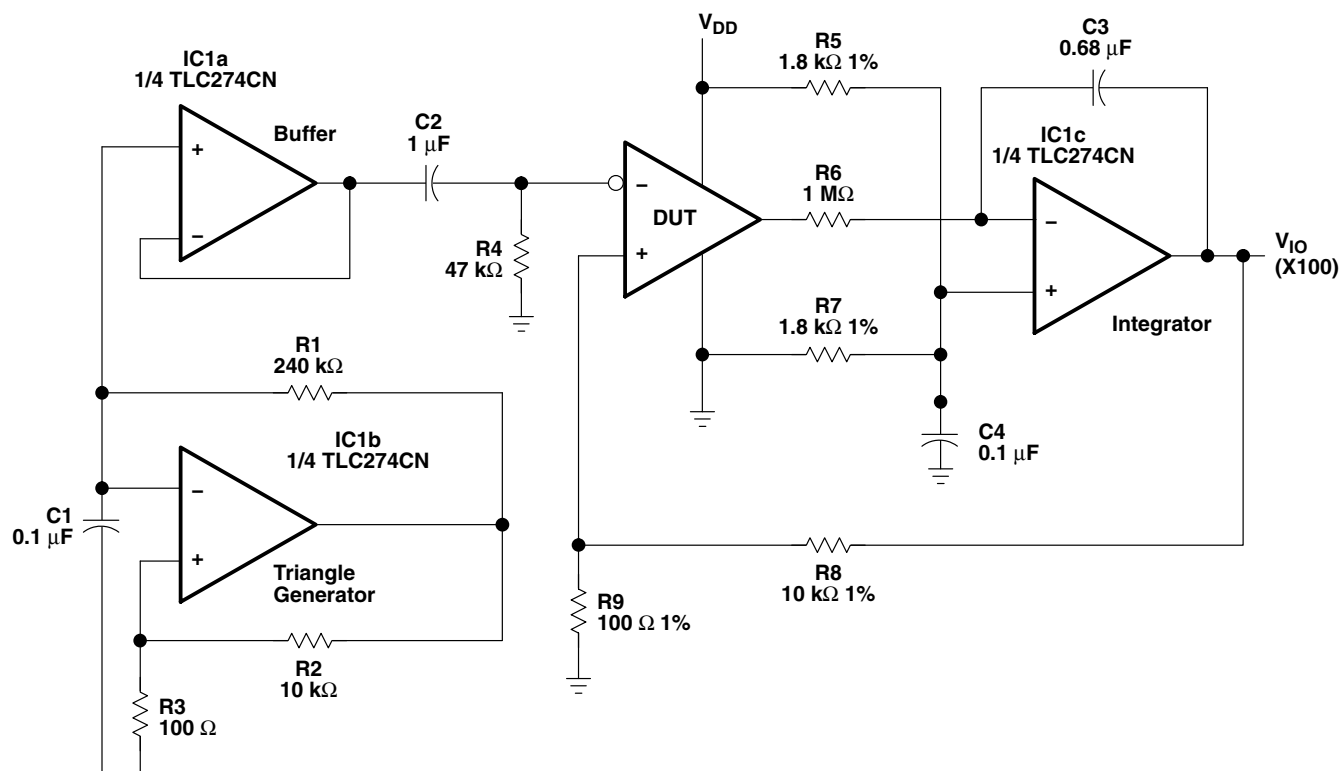 IC1a
1/4 TLC274CN
+
−
Buffer
C2
1 μF
R4
47 kΩ
VDD
−
DUT
+
R5
1.8 kΩ 1%
R6
1 MΩ
R7
1.8 kΩ 1%
C3
0.68 μF
IC1c
1/4 TLC274CN
−
+
Integrator
VIO
(X100)
C4
0.1 μF
R1
240 kΩ
IC1b
1/4 TLC274CN
C1
0.1 μF
−
+
Triangle
Generator
R2
10 kΩ
R3
100 Ω
R8
10 kΩ 1%
R9
100 Ω 1%